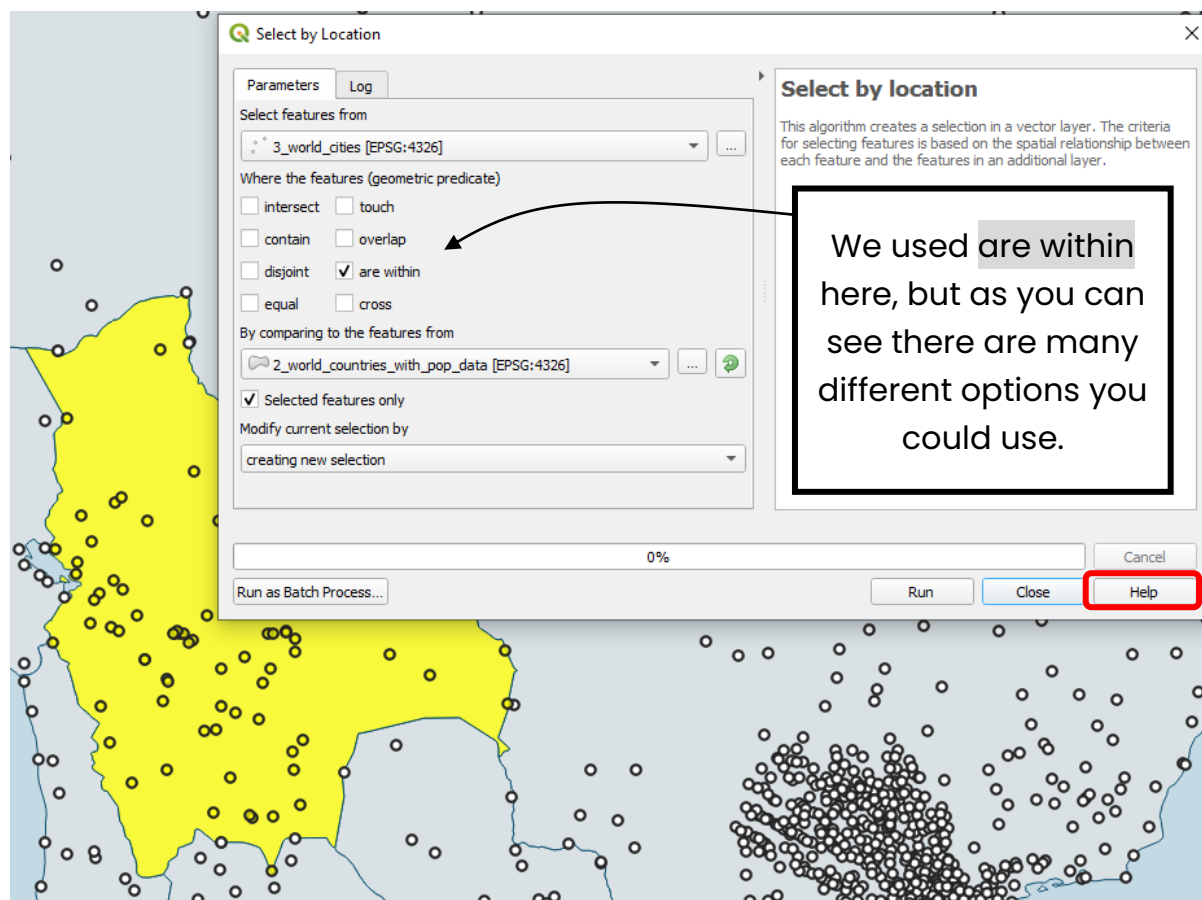 Select by Location
Parameters Log
Select features from
3_world_cities [EPSG:4326]
...
Where the features (geometric predicate)
intersect touch
contain overlap
disjoint are within
equal cross
By comparing to the features from
2_world_countries_with_pop_data [EPSG:4326]
...
Selected features only
Modify current selection by
creating new selection
Select by location
This algorithm creates a selection in a vector layer. The criteria
for selecting features is based on the spatial relationship between
each feature and the features in an additional layer.
We used are within
here, but as you can
see there are many
different options you
could use.
0%
Cancel
Run as Batch Process...
Run
Close
Help